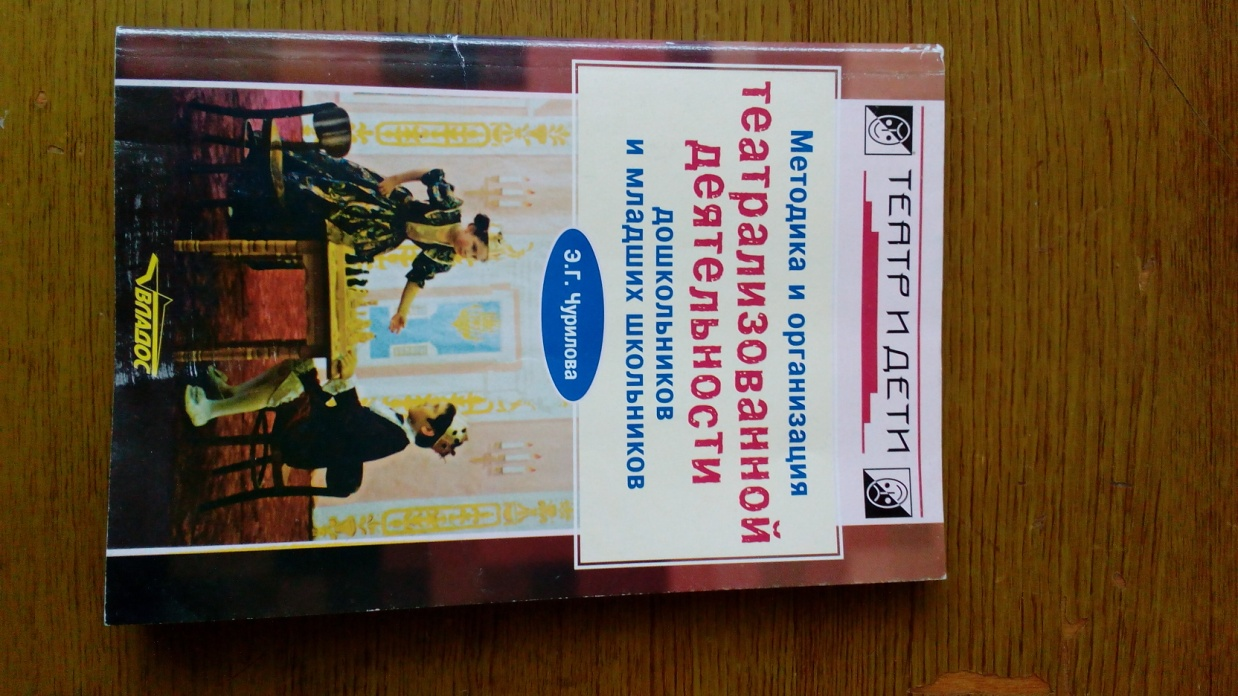 ТЕАТР И ДЕТИ
Методика и организация
театрализованной
деятельности
дошкольников
и младших школьников
Э.Г. Чурилова
ВЛАДОС